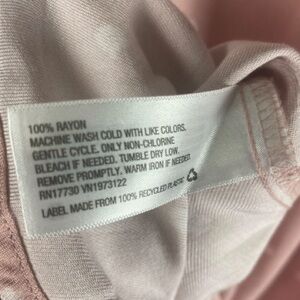 100% RAYON
MACHINE WASH COLD WITH LIKE COLORS.
GENTLE CYCLE. ONLY NON-CHLORINE
BLEACH IF NEEDED. TUMBLE DRY LOW.
REMOVE PROMPTLY. WARM IRON IF NEEDED.
RN17730 VN1973122
LABEL MADE FROM 100% RECYCLED PLASTIC